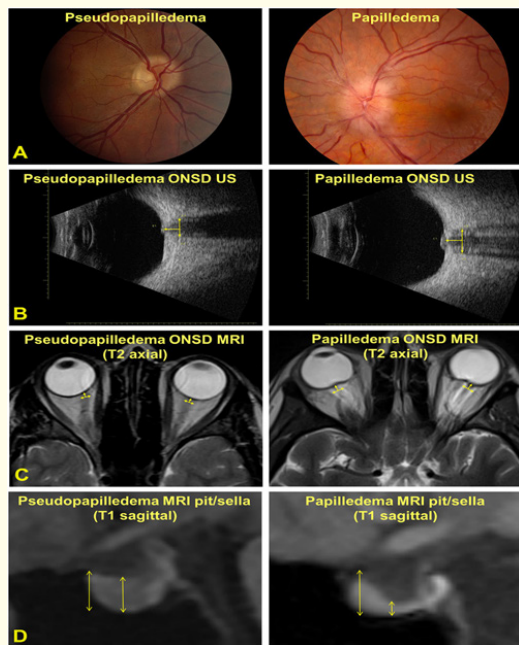 Pseudopapilledema
Papilledema
A
Pseudopapilledema ONSD US
Papilledema ONSD US
B
Pseudopapilledema ONSD MRI
(T2 axial)
Papilledema ONSD MRI
(T2 axial)
C
Pseudopapilledema MRI pit/sella
(T1 sagittal)
Papilledema MRI pit/sella
(T1 sagittal)
D